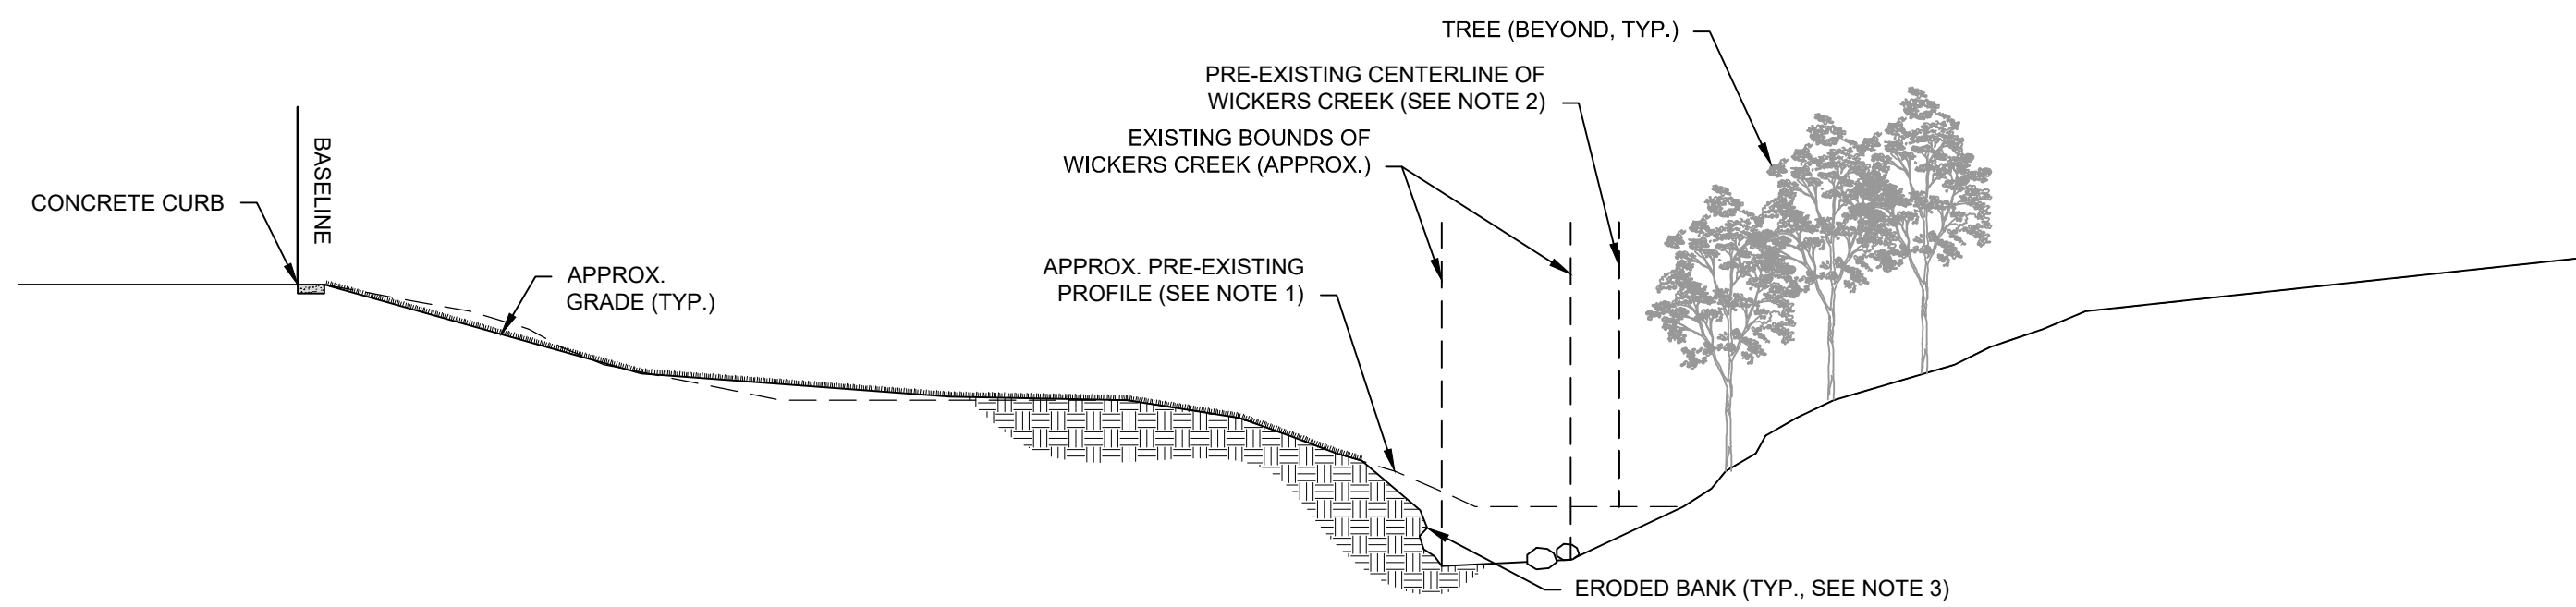 TREE (BEYOND, TYP.)
PRE-EXISTING CENTERLINE OF
WICKERS CREEK (SEE NOTE 2)
EXISTING BOUNDS OF
WICKERS CREEK (APPROX.)
BASELINE
CONCRETE CURB
APPROX.
GRADE (TYP.)
APPROX. PRE-EXISTING
PROFILE (SEE NOTE 1)
ERODED BANK (TYP., SEE NOTE 3)